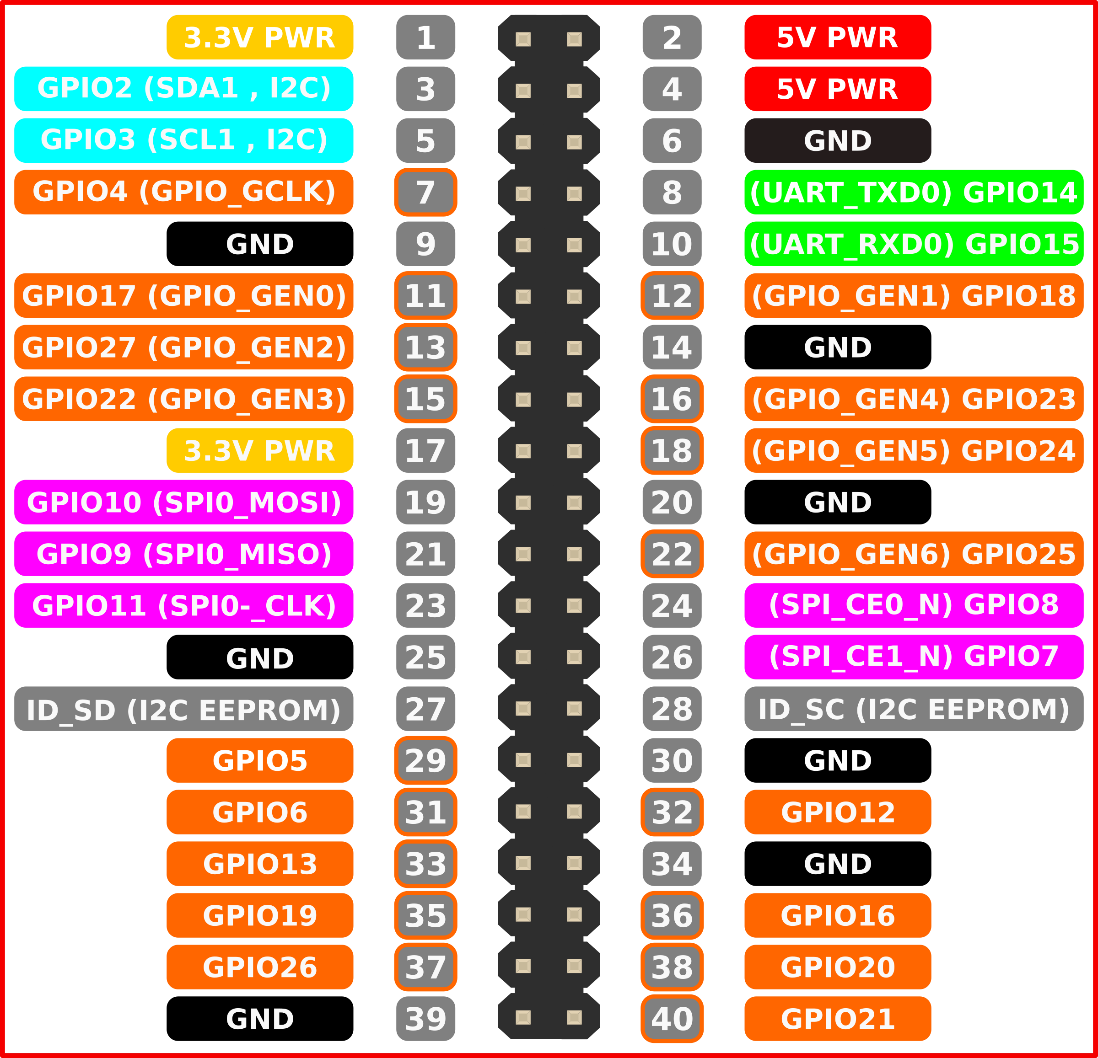 3.3V PWR 1 2 5V PWR
GPIO2 (SDA1 , I2C) 3 4 5V PWR
GPIO3 (SCL1 , I2C) 5 6 GND
GPIO4 (GPIO_GCLK) 7 8 (UART_TXD0) GPIO14
GND 9 10 (UART_RXD0) GPIO15
GPIO17 (GPIO_GEN0) 11 12 (GPIO_GEN1) GPIO18
GPIO27 (GPIO_GEN2) 13 14 GND
GPIO22 (GPIO_GEN3) 15 16 (GPIO_GEN4) GPIO23
3.3V PWR 17 18 (GPIO_GEN5) GPIO24
GPIO10 (SPI0_MOSI) 19 20 GND
GPIO9 (SPI0_MISO) 21 22 (GPIO_GEN6) GPIO25
GPIO11 (SPI0-_CLK) 23 24 (SPI_CE0_N) GPIO8
GND 25 26 (SPI_CE1_N) GPIO7
ID_SD (I2C EEPROM) 27 28 ID_SC (I2C EEPROM)
GPIO5 29 30 GND
GPIO6 31 32 GPIO12
GPIO13 33 34 GND
GPIO19 35 36 GPIO16
GPIO26 37 38 GPIO20
GND 39 40 GPIO21